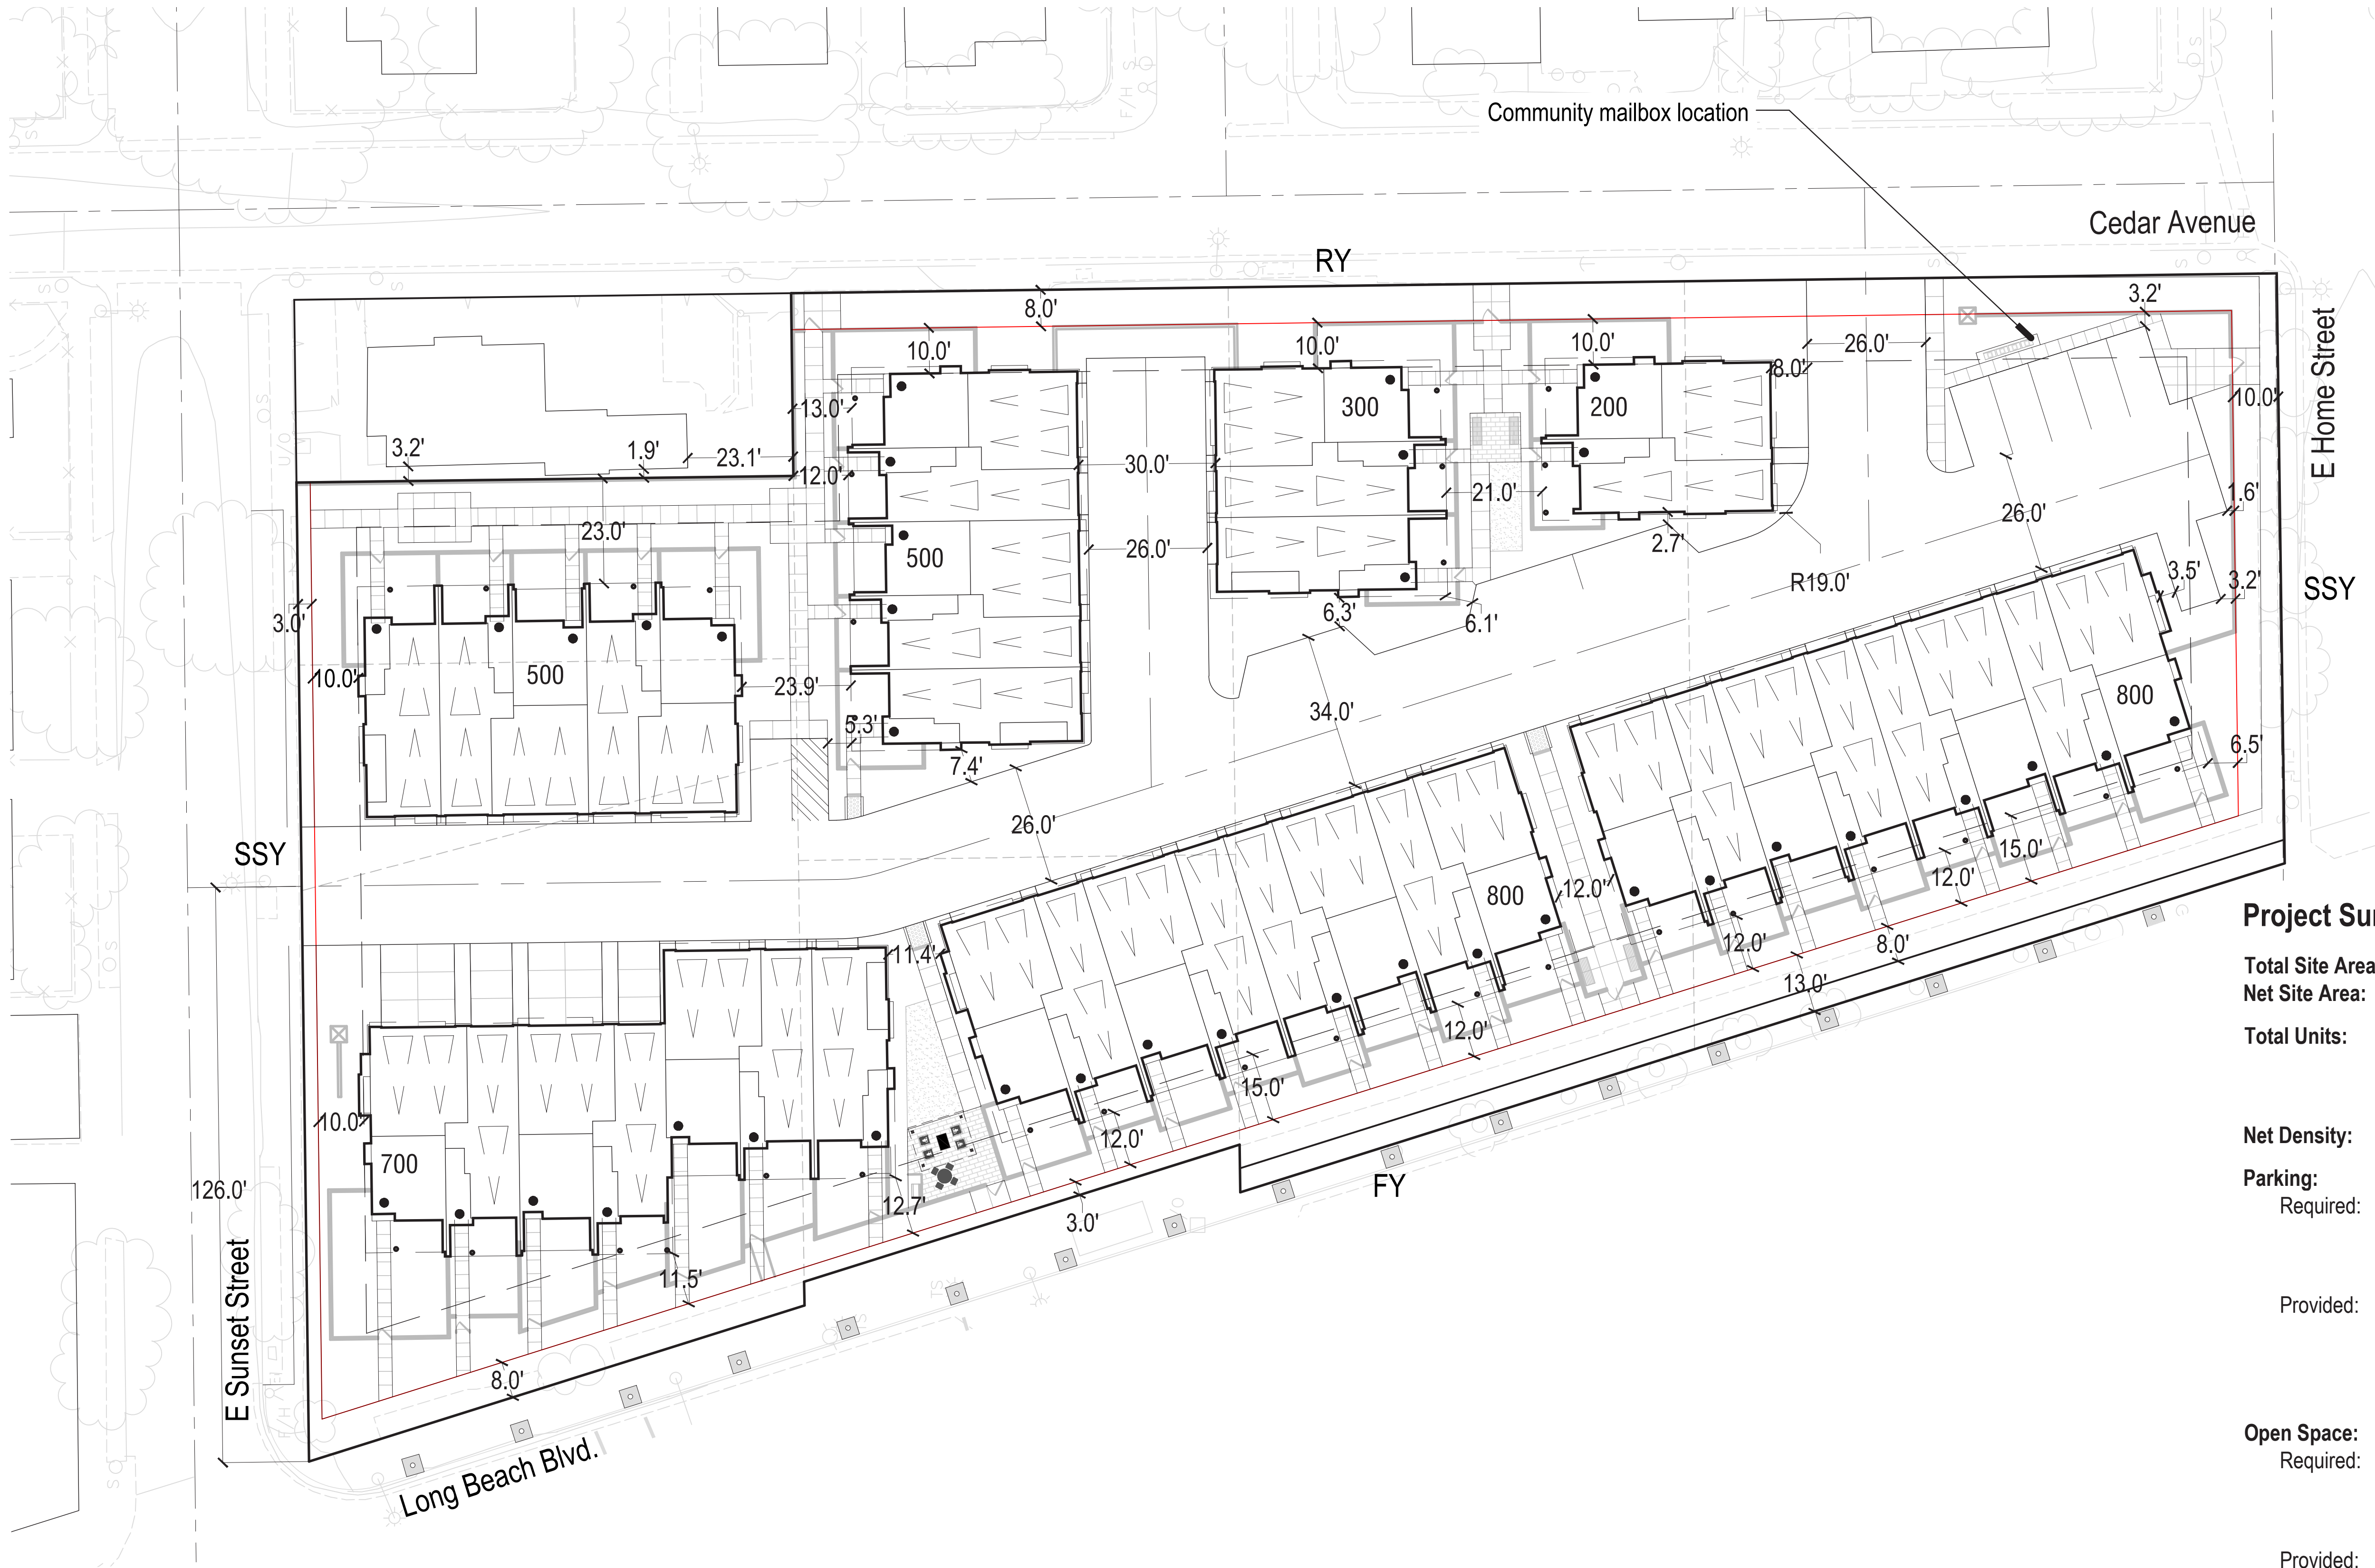 Community mailbox location
Cedar Avenue
RY
8.0'
3.2'
E Home Street
10.0'
10.0'
10.0'
26.0'
8.0'
10.0'
13.0'
300
200
3.2'
1.9'
23.1'
12.0'
30.0'
21.0'
1.6'
23.0'
26.0'
500
26.0'
2.7'
R19.0'
3.5'
3.2'
SSY
3.0'
6.3'
6.1'
10.0'
500
23.9'
800
5.3'
34.0'
7.4'
6.5'
26.0'
SSY
15.0'
12.0'
800
12.0'
Project Sur
11.4'
12.0'
8.0'
Total Site Area
13.0'
Net Site Area:
12.0'
Total Units:
15.0'
10.0'
12.0'
Net Density:
700
126.0'
FY
Parking:
12.7'
3.0'
Required:
11.5'
E Sunset Street
Provided:
8.0'
Open Space:
Long Beach Blvd.
Required:
Provided: